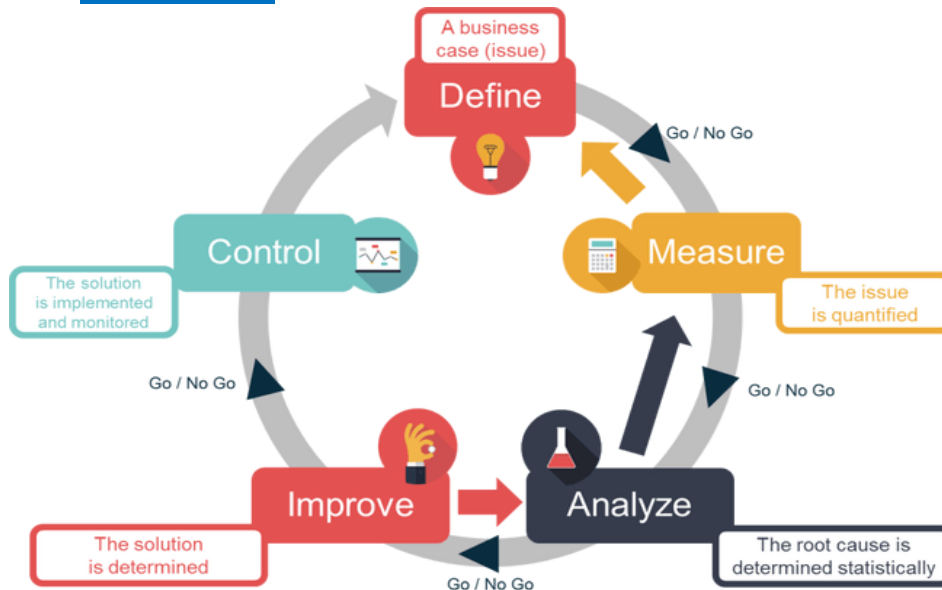 A business
case (issue)
Define
Go / No Go
Control
Measure
The solution
is implemented
and monitored
The issue
is quantified
Go / No Go
Go / No Go
Improve
Analyze
The solution
is determined
The root cause is
determined statistically
Go / No Go